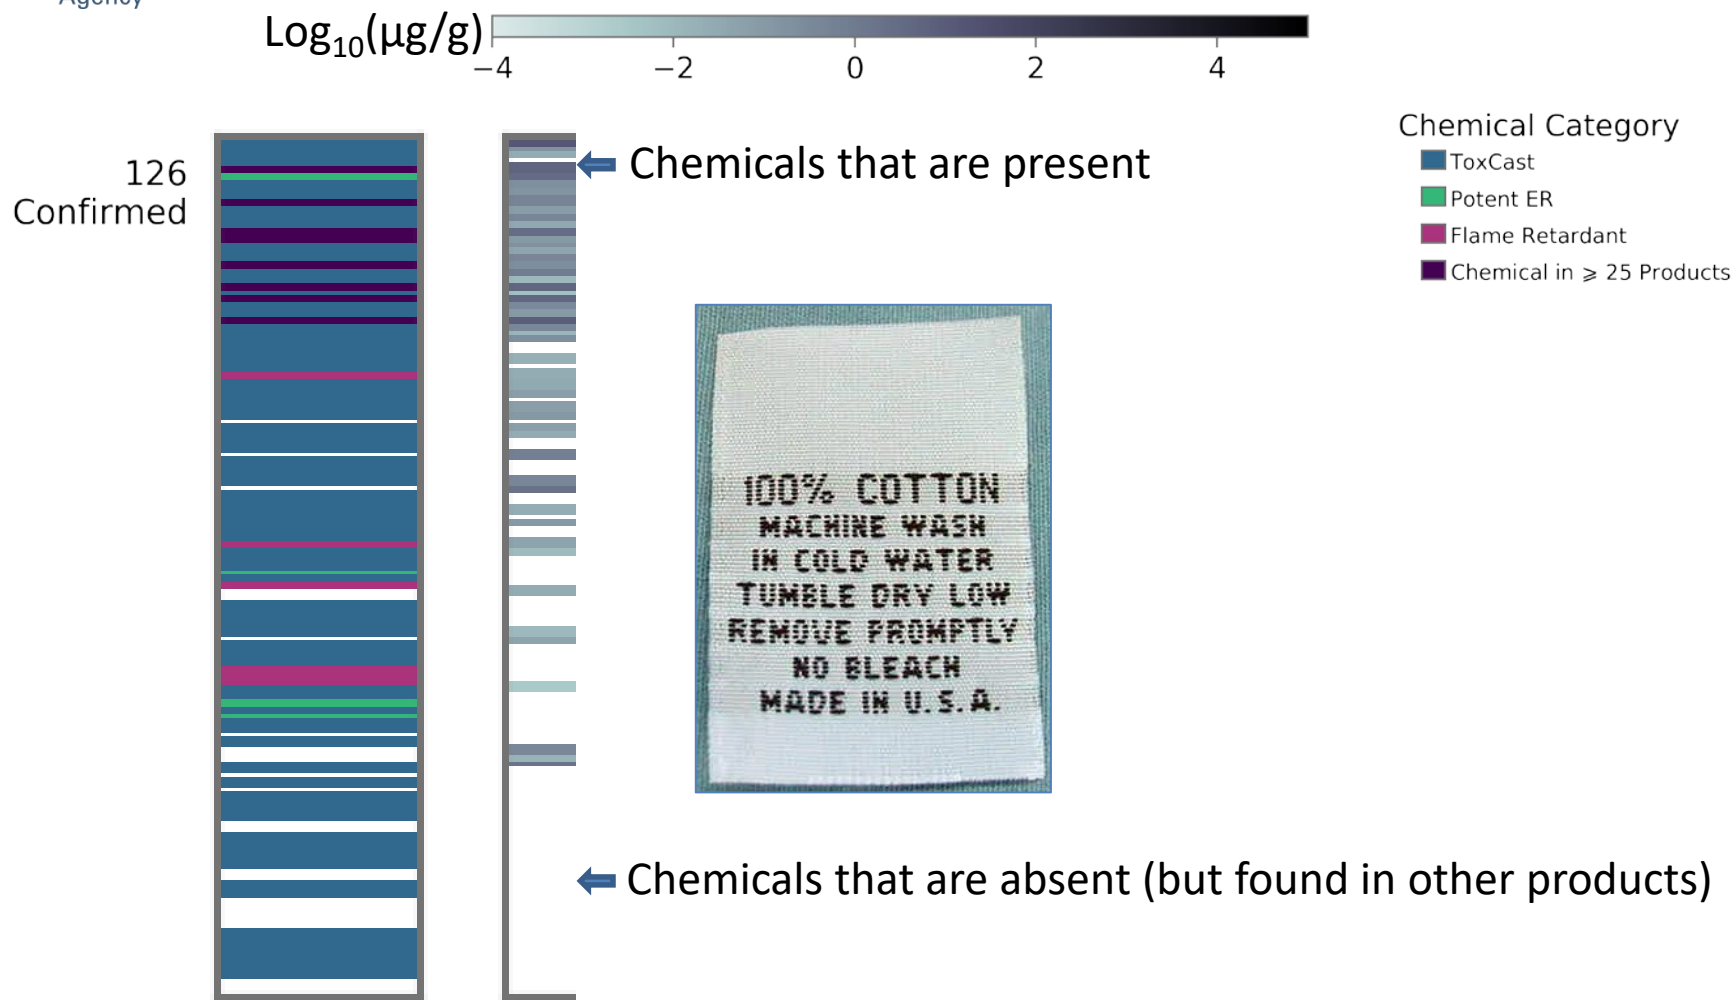 Agency
Log₁₀(µg/g)
−4 −2 0 2 4
126
Confirmed
Chemicals that are present
Chemical Category
ToxCast
Potent ER
Flame Retardant
Chemical in ⩾ 25 Products
100% COTTON
MACHINE WASH
IN COLD WATER
TUMBLE DRY LOW
REMOVE PROMPTLY
NO BLEACH
MADE IN U.S.A.
Chemicals that are absent (but found in other products)